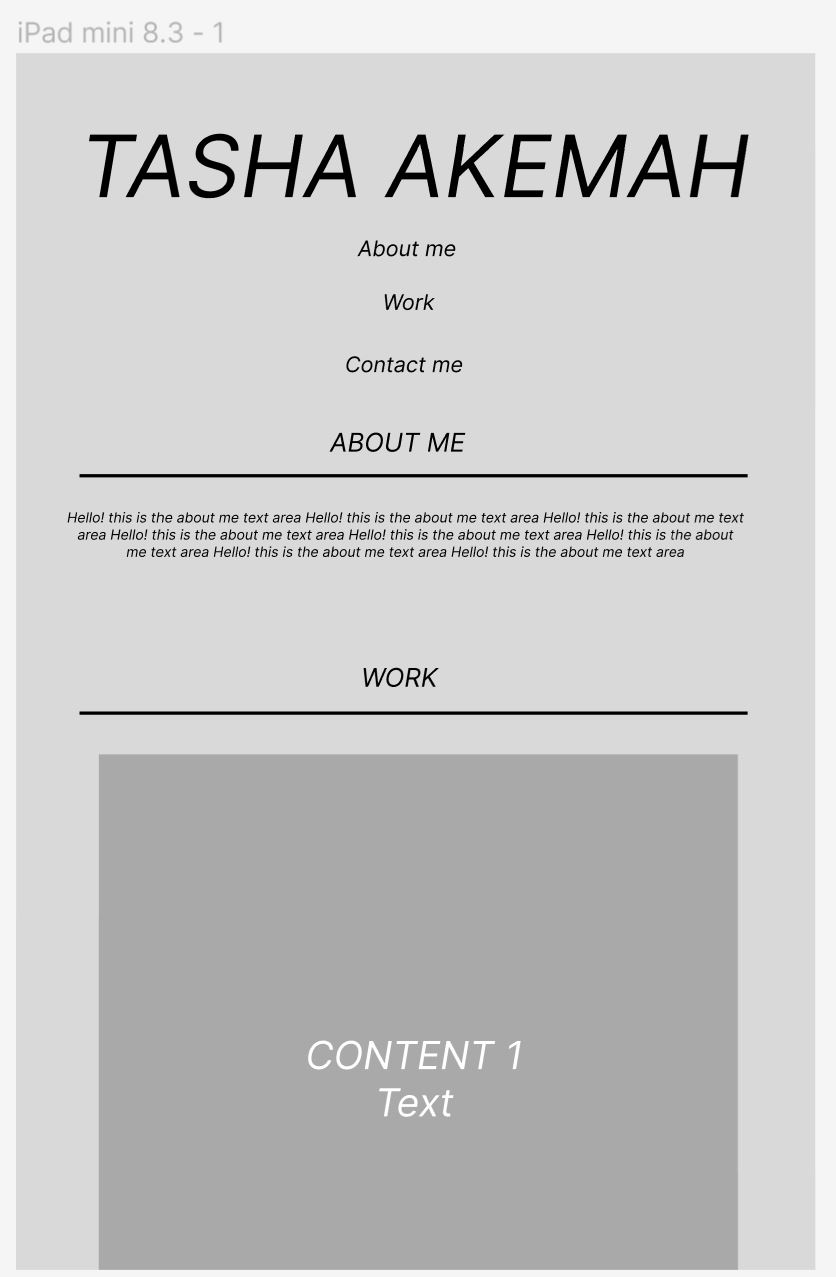 iPad mini 8.3 - 1
TASHA AKEMAH
About me
Work
Contact me
ABOUT ME
Hello! this is the about me text area Hello! this is the about me text area Hello! this is the about me text
area Hello! this is the about me text area Hello! this is the about me text area Hello! this is the about
me text area Hello! this is the about me text area Hello! this is the about me text area
WORK
CONTENT 1
Text